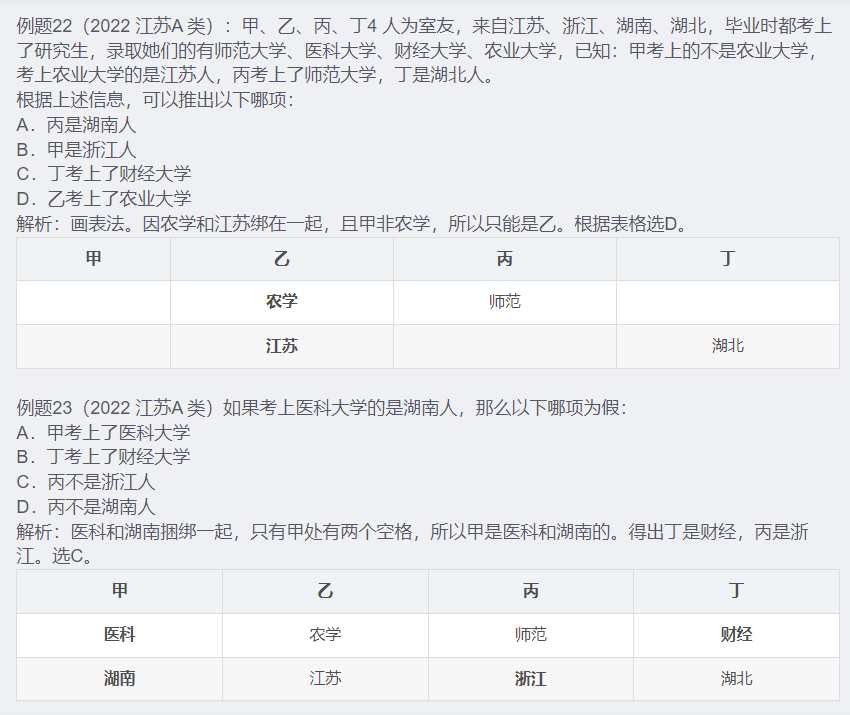 例题22（2022 江苏A 类）：甲、乙、丙、丁4 人为室友，来自江苏、浙江、湖南、湖北，毕业时都考上
了研究生，录取她们的有师范大学、医科大学、财经大学、农业大学，已知：甲考上的不是农业大学，
考上农业大学的是江苏人，丙考上了师范大学，丁是湖北人。
根据上述信息，可以推出以下哪项：
A．丙是湖南人
B．甲是浙江人
C．丁考上了财经大学
D．乙考上了农业大学
解析：画表法。因农学和江苏绑在一起，且甲非农学，所以只能是乙。根据表格选D。
甲 乙 丙 丁
农学 师范
江苏 湖北
例题23（2022 江苏A 类）如果考上医科大学的是湖南人，那么以下哪项为假：
A．甲考上了医科大学
B．丁考上了财经大学
C．丙不是浙江人
D．丙不是湖南人
解析：医科和湖南捆绑一起，只有甲处有两个空格，所以甲是医科和湖南的。得出丁是财经，丙是浙
江。选C。
甲 乙 丙 丁
医科 农学 师范 财经
湖南 江苏 浙江 湖北